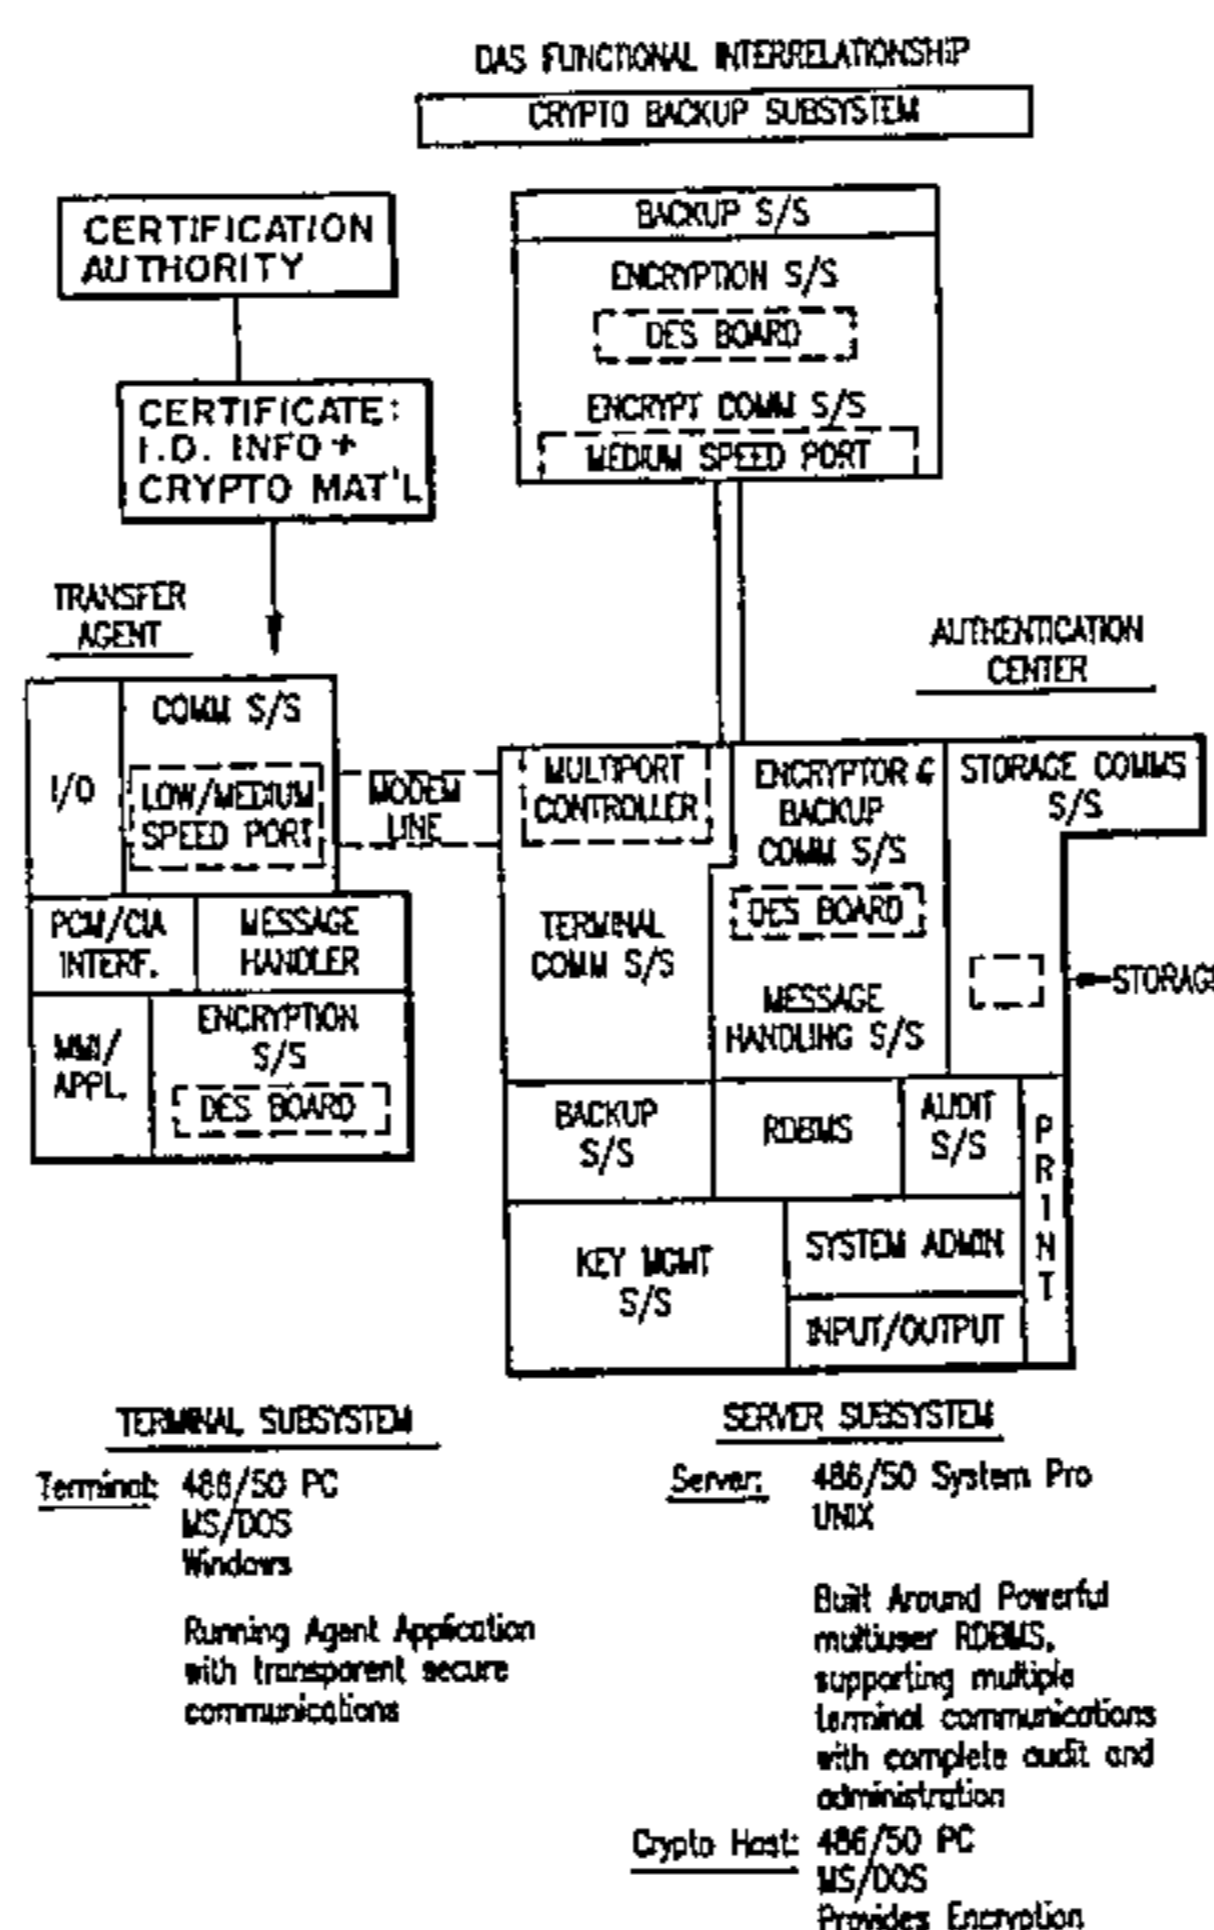 DAS FUNCTIONAL INTERRELATIONSHIP
CRYPTO BACKUP SUBSYSTEM
CERTIFICATION
AUTHORITY
CERTIFICATE:
I.D. INFO +
CRYPTO MAT'L
BACKUP S/S
ENCRYPTION S/S
DES BOARD
ENCRYPT COMM S/S
MEDIUM SPEED PORT
TRANSFER
AGENT
I/O
COMM S/S
LOW/MEDIUM
SPEED PORT
MODEM
LINE
PCM/CIA
INTERF.
MESSAGE
HANDLER
MMI/
APPL.
ENCRYPTION
S/S
DES BOARD
AUTHENTICATION
CENTER
MULTIPORT
CONTROLLER
TERMINAL
COMM S/S
ENCRYPTOR &
BACKUP
COMM S/S
DES BOARD
MESSAGE
HANDLING S/S
STORAGE COMMS
S/S
STORAGE
BACKUP
S/S
RDBMS
AUDIT
S/S
PRINT
KEY MGMT
S/S
SYSTEM ADMIN
INPUT/OUTPUT
TERMINAL SUBSYSTEM
Terminal: 486/50 PC
MS/DOS
Windows
Running Agent Application
with transparent secure
communications
SERVER SUBSYSTEM
Server: 486/50 System Pro
UNIX
Built Around Powerful
multiuser RDBMS,
supporting multiple
terminal communications
with complete audit and
administration
Crypto Host: 486/50 PC
MS/DOS
Provides Encryption